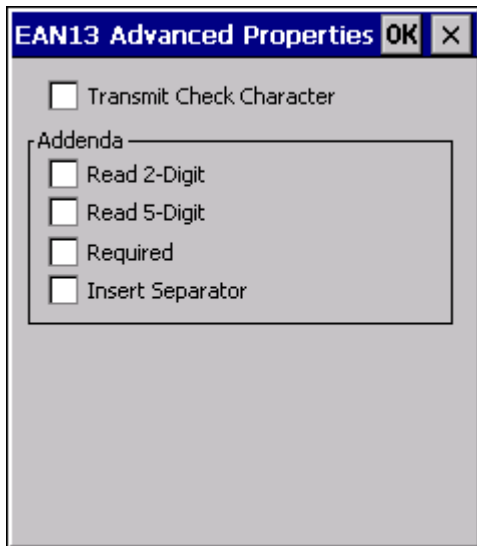 EAN13 Advanced Properties OK ×
Transmit Check Character
Addenda
Read 2-Digit
Read 5-Digit
Required
Insert Separator